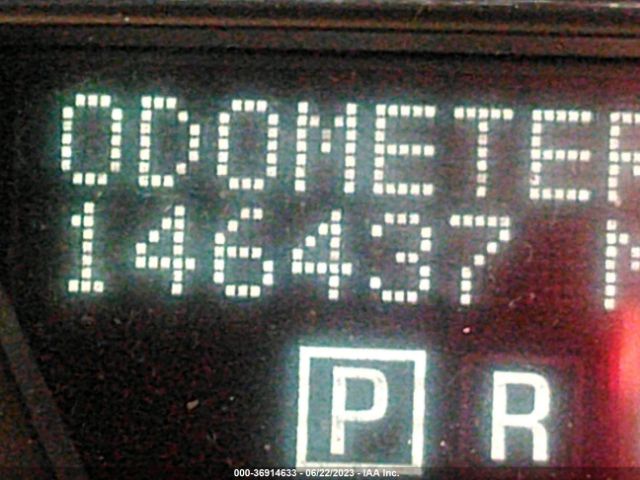 ODOMETER
146437 M
P R
000-36914633 - 06/22/2023 - IAA Inc.